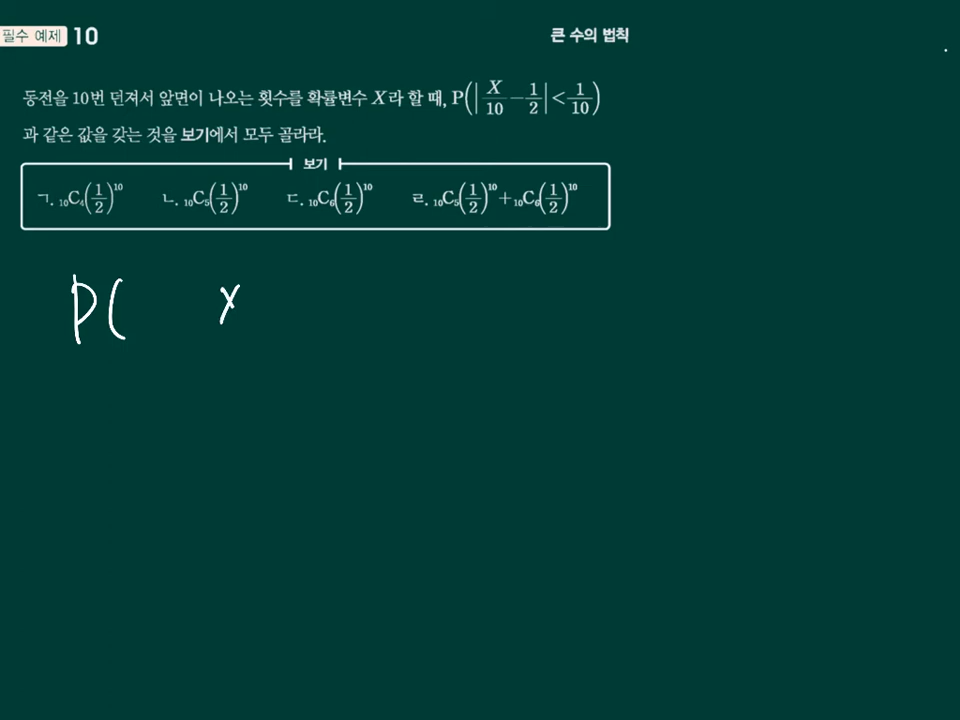 필수 예제 10
큰 수의 법칙
동전을 10번 던져서 앞면이 나오는 횟수를 확률변수 X라 할 때, P(|X/10 − 1/2| < 1/10)
과 같은 값을 갖는 것을 보기에서 모두 골라라.
보기
ㄱ. ₁₀C₄(1/2)¹⁰ ㄴ. ₁₀C₅(1/2)¹⁰ ㄷ. ₁₀C₆(1/2)¹⁰ ㄹ. ₁₀C₅(1/2)¹⁰ + ₁₀C₆(1/2)¹⁰
P( X